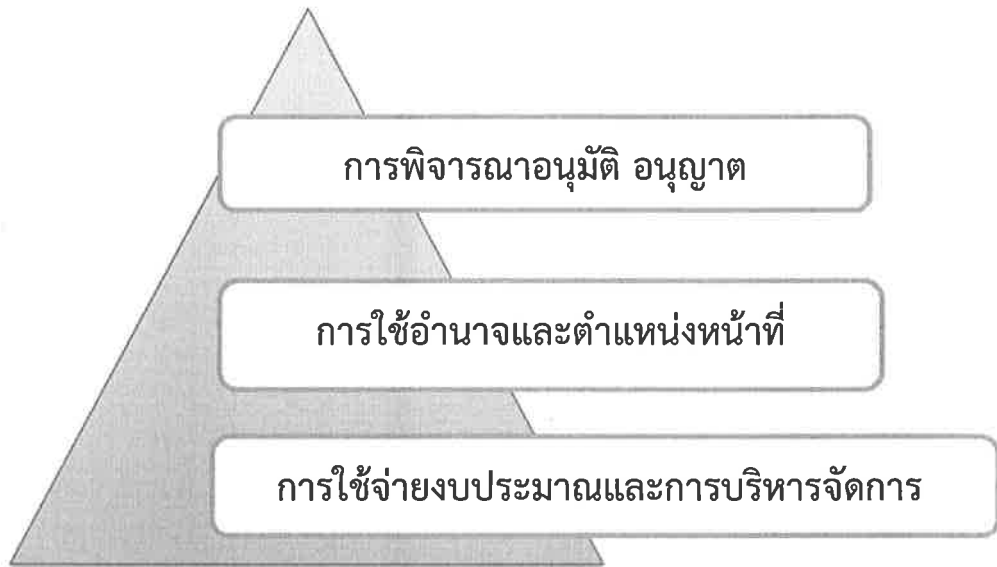 การพิจารณาอนุมัติ อนุญาต
การใช้อำนาจและตำแหน่งหน้าที่
การใช้จ่ายงบประมาณและการบริหารจัดการ